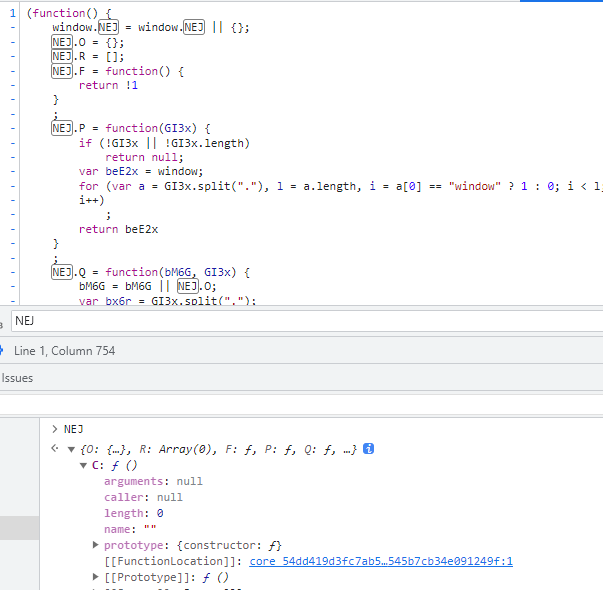 1 (function() {
- window.NEJ = window.NEJ || {};
- NEJ.O = {};
- NEJ.R = [];
- NEJ.F = function() {
- return !1
- }
- ;
- NEJ.P = function(GI3x) {
- if (!GI3x || !GI3x.length)
- return null;
- var beE2x = window;
- for (var a = GI3x.split("."), l = a.length, i = a[0] == "window" ? 1 : 0; i < l;
- i++)
- ;
- return beE2x
- }
- ;
- NEJ.Q = function(bM6G, GI3x) {
- bM6G = bM6G || NEJ.O;
- var bx6r = GI3x.split(".");
NEJ
Line 1, Column 754
Issues
> NEJ
{O: {…}, R: Array(0), F: ƒ, P: ƒ, Q: ƒ, …}
C: ƒ ()
arguments: null
caller: null
length: 0
name: ""
prototype: {constructor: ƒ}
[[FunctionLocation]]: core_54dd419d3fc7ab5…545b7cb34e091249f:1
[[Prototype]]: ƒ ()